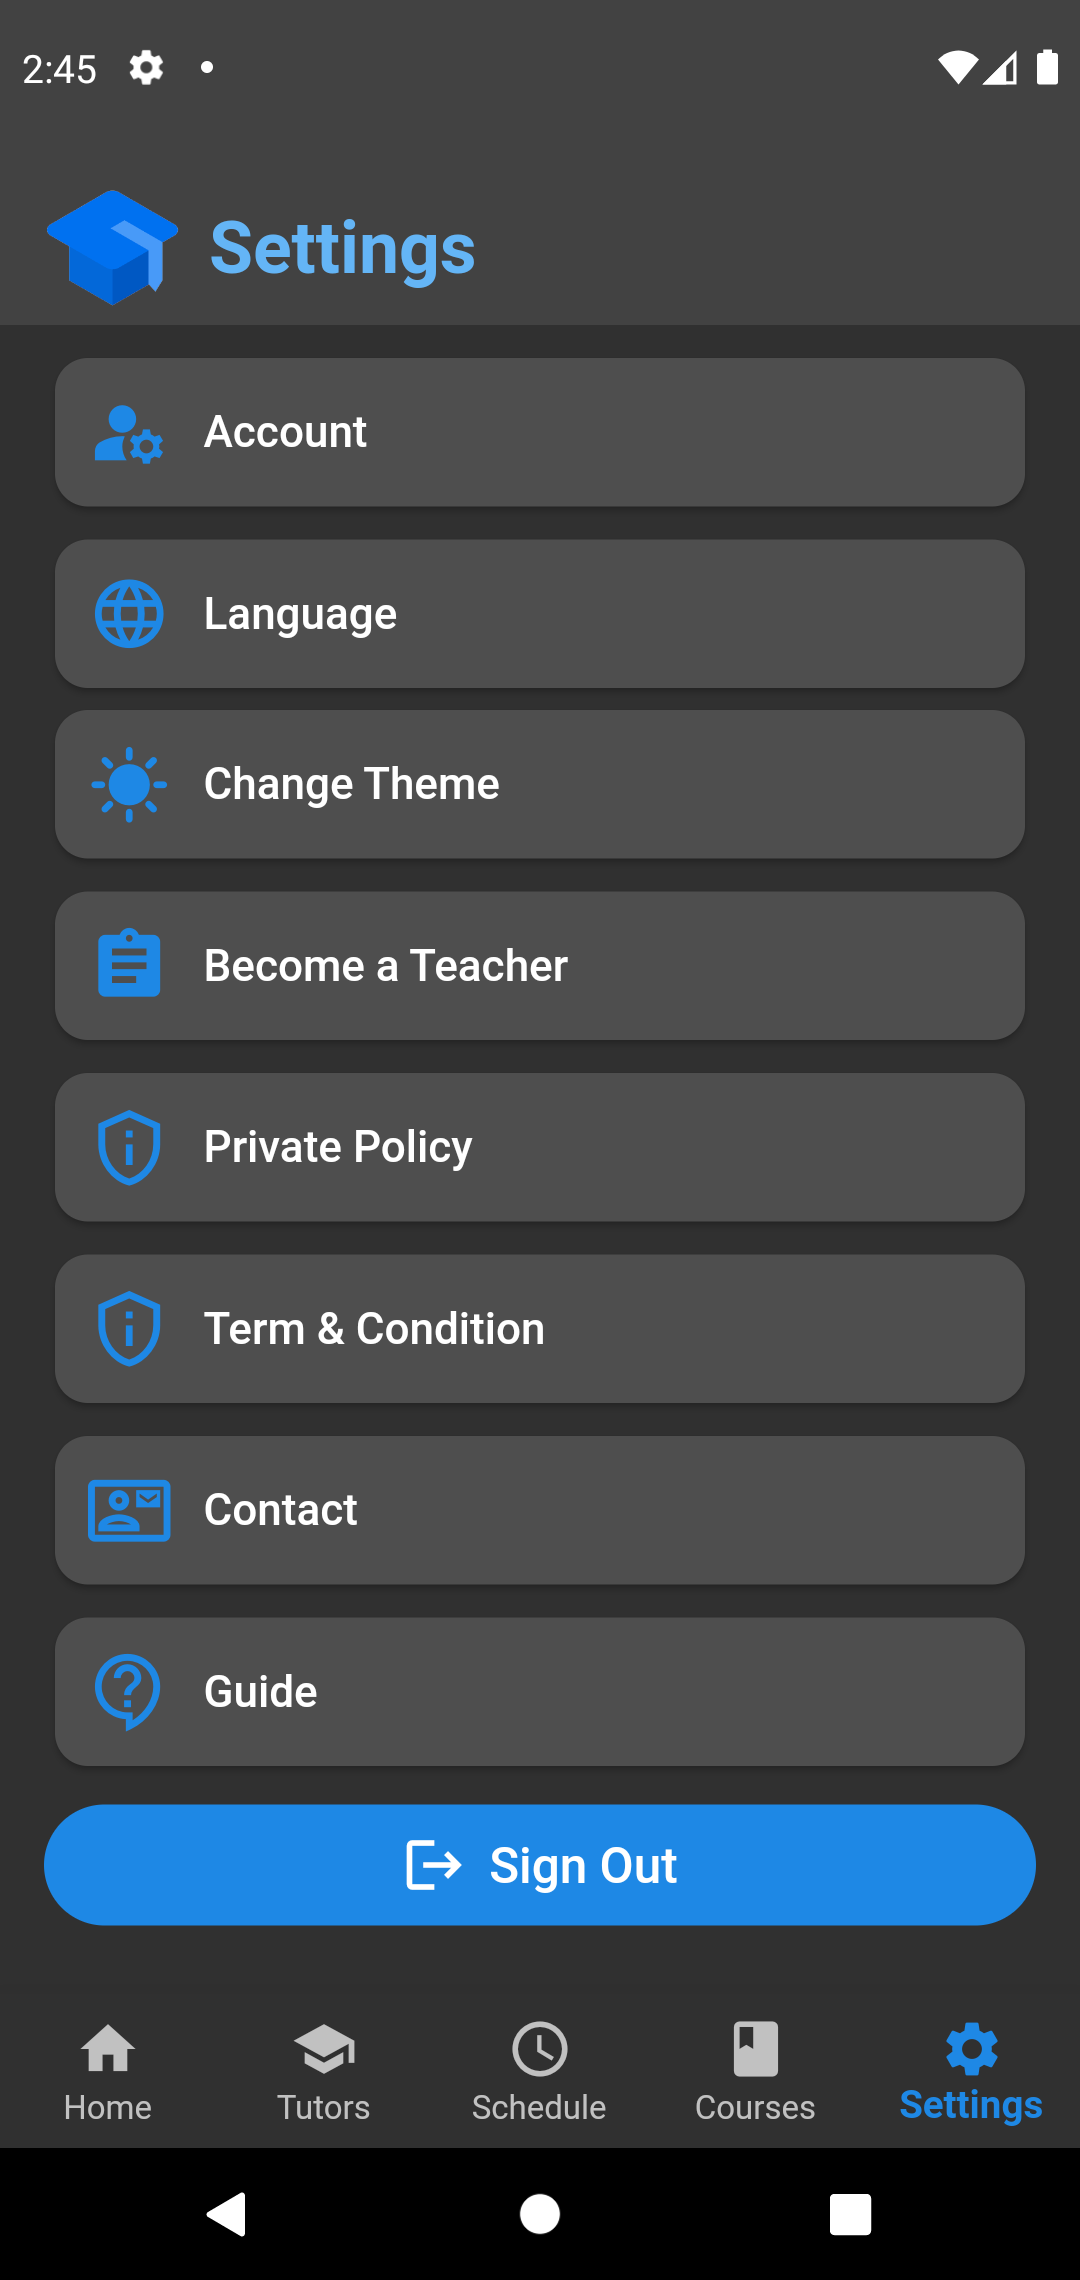 2:45
Settings
Account
Language
Change Theme
Become a Teacher
Private Policy
Term & Condition
Contact
Guide
Sign Out
Home
Tutors
Schedule
Courses
Settings